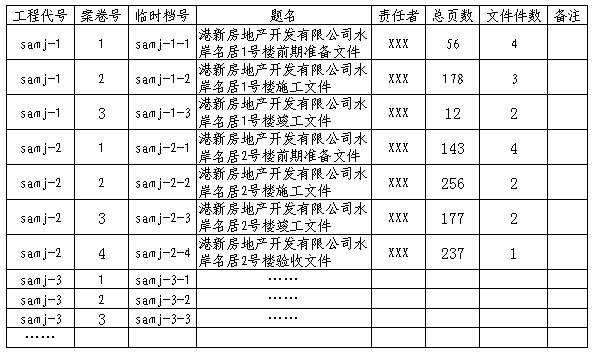 工程代号 案卷号 临时档号 题名 责任者 总页数 文件件数 备注
samj-1 1 samj-1-1 港新房地产开发有限公司水 XXX 56 4
岸名居1号楼前期准备文件
samj-1 2 samj-1-2 港新房地产开发有限公司水 XXX 178 3
岸名居1号楼施工文件
samj-1 3 samj-1-3 港新房地产开发有限公司水 XXX 12 2
岸名居1号楼竣工文件
samj-2 1 samj-2-1 港新房地产开发有限公司水 XXX 143 4
岸名居2号楼前期准备文件
samj-2 2 samj-2-2 港新房地产开发有限公司水 XXX 256 2
岸名居2号楼施工文件
samj-2 3 samj-2-3 港新房地产开发有限公司水 XXX 177 2
岸名居2号楼竣工文件
samj-2 4 samj-2-4 港新房地产开发有限公司水 XXX 237 1
岸名居2号楼验收文件
samj-3 1 samj-3-1 ……
samj-3 2 samj-3-2 ……
samj-3 3 samj-3-3 ……
……